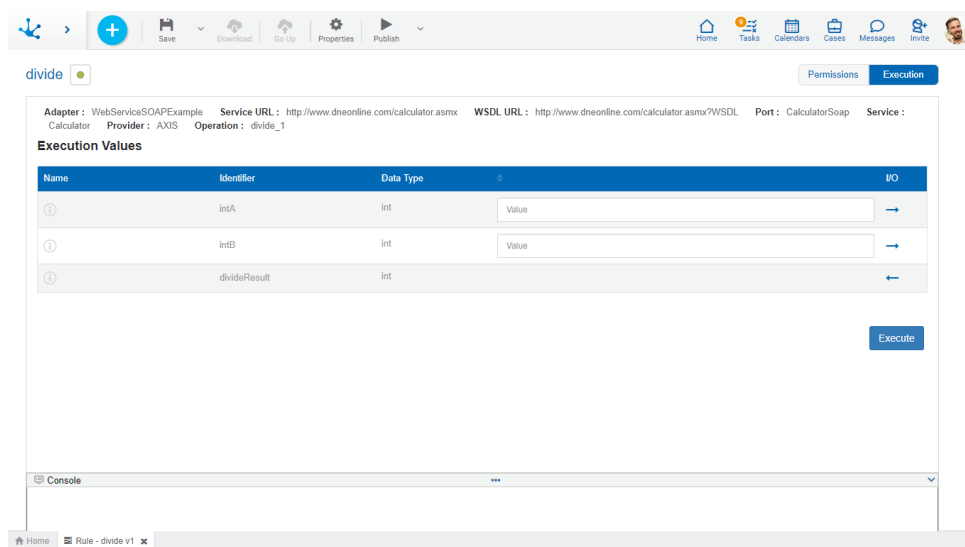 Save Download Go Up Properties Publish Home 9 Tasks Calendars Cases Messages Invite
divide Permissions Execution
Adapter : WebServiceSOAPExample Service URL : http://www.dneonline.com/calculator.asmx WSDL URL : http://www.dneonline.com/calculator.asmx?WSDL Port : CalculatorSoap Service :
Calculator Provider : AXIS Operation : divide_1
Execution Values
Name Identifier Data Type I/O
intA int Value
intB int Value
divideResult int
Execute
Console
Home Rule - divide v1